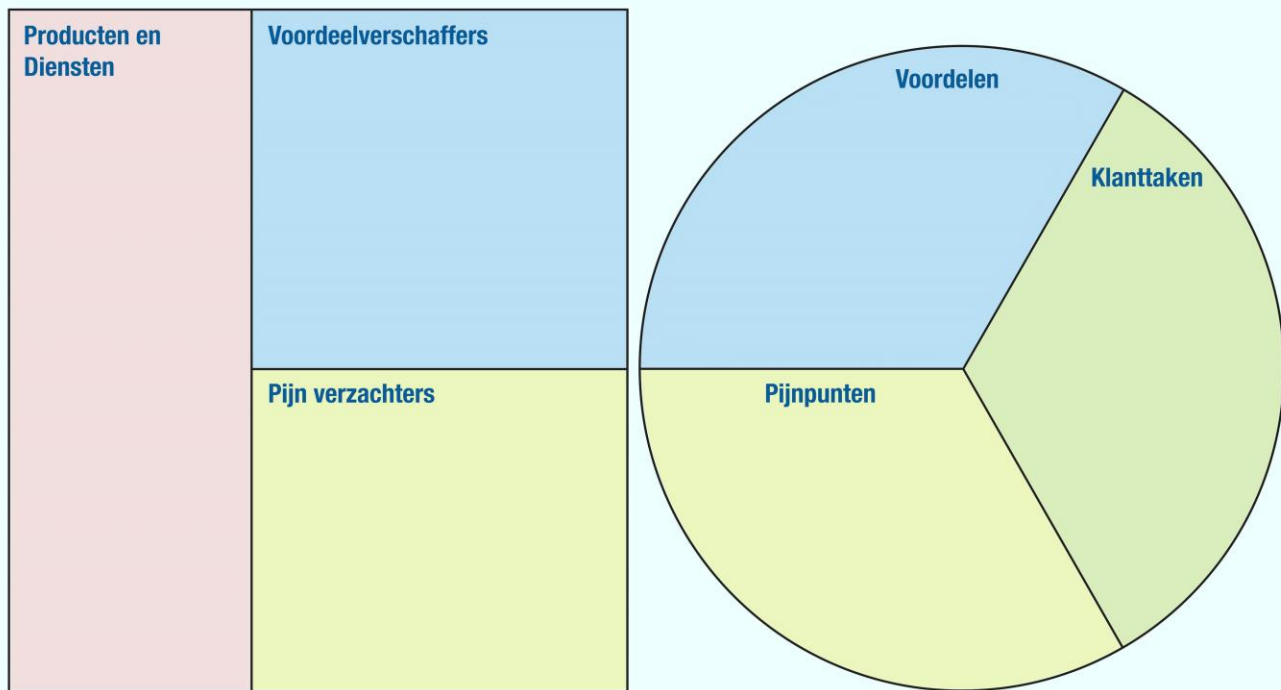 Producten en
Diensten
Voordeelverschaffers
Pijn verzachters
Voordelen
Klanttaken
Pijnpunten